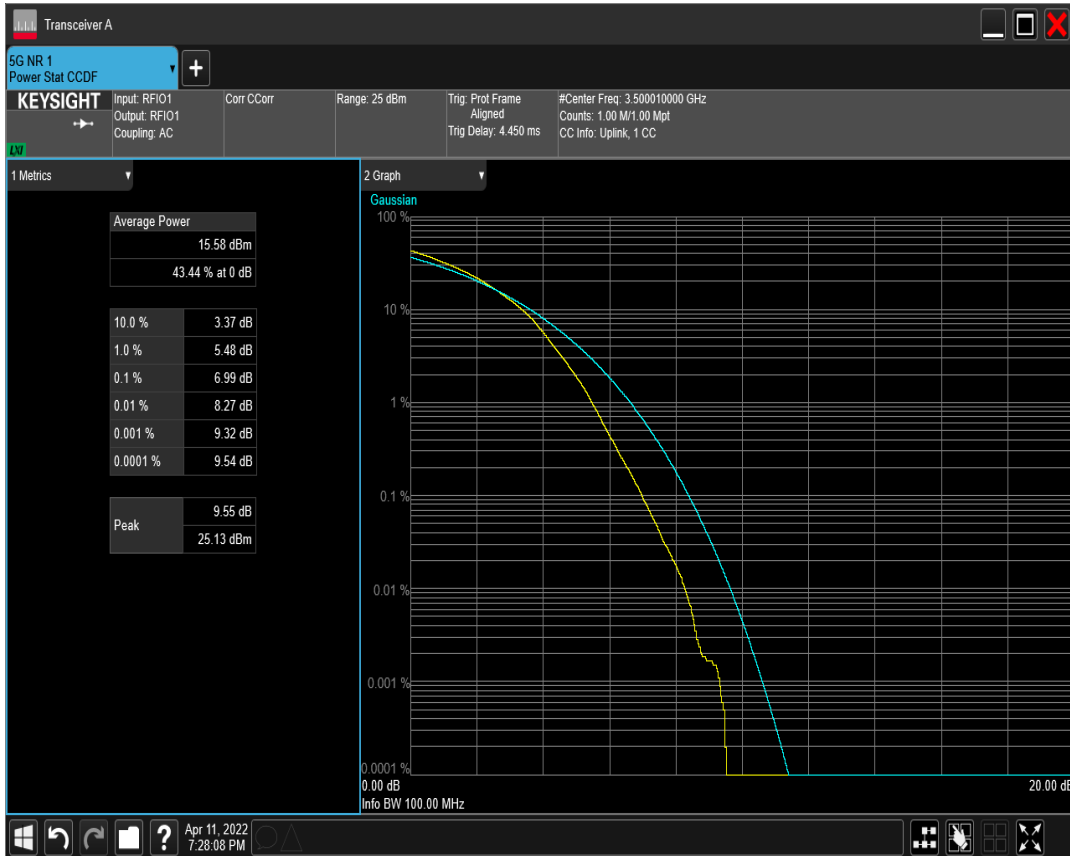 Transceiver A
5G NR 1
Power Stat CCDF
KEYSIGHT
LXI
Input: RFIO1
Output: RFIO1
Coupling: AC
Corr CCorr
Range: 25 dBm
Trig: Prot Frame
Aligned
Trig Delay: 4.450 ms
#Center Freq: 3.500010000 GHz
Counts: 1.00 M/1.00 Mpt
CC Info: Uplink, 1 CC
1 Metrics
Average Power
15.58 dBm
43.44 % at 0 dB
10.0 % 3.37 dB
1.0 % 5.48 dB
0.1 % 6.99 dB
0.01 % 8.27 dB
0.001 % 9.32 dB
0.0001 % 9.54 dB
Peak
9.55 dB
25.13 dBm
2 Graph
Gaussian
100 %
10 %
1 %
0.1 %
0.01 %
0.001 %
0.0001 %
0.00 dB 20.00 dB
Info BW 100.00 MHz
? Apr 11, 2022
7:28:08 PM